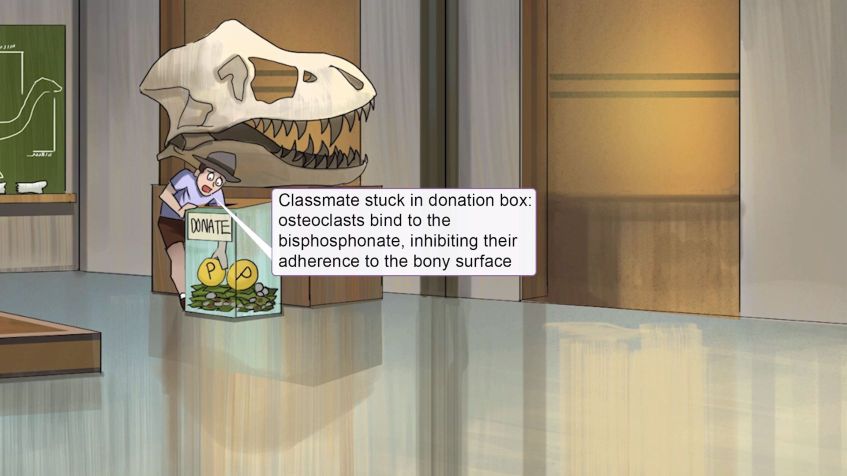 Classmate stuck in donation box:
osteoclasts bind to the
bisphosphonate, inhibiting their
adherence to the bony surface
DONATE
P P